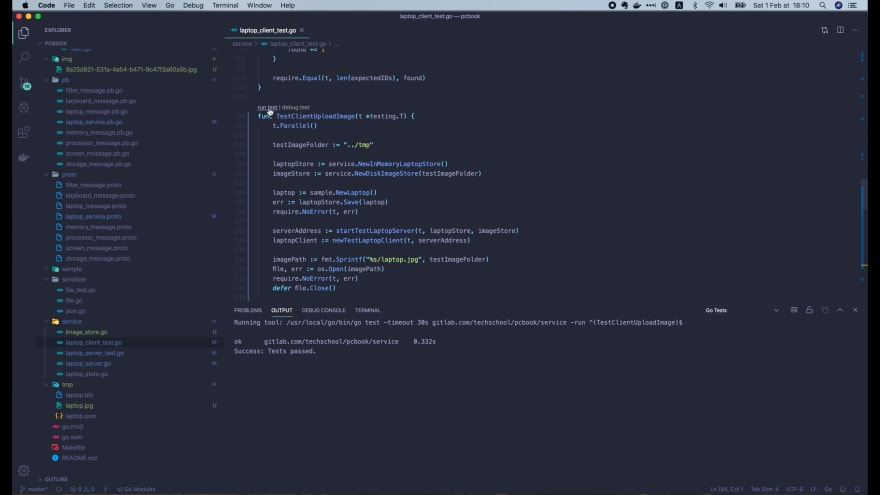 Code File Edit Selection View Go Debug Terminal Window Help
Sat 1 Feb at 18:10
laptop_client_test.go — pcbook
EXPLORER
PCBOOK
img
9a25d821-531a-4a54-b471-9c47f3a60a5b.jpg U
pb
filter_message.pb.go
keyboard_message.pb.go
laptop_message.pb.go
laptop_service.pb.go M
memory_message.pb.go
processor_message.pb.go
screen_message.pb.go
storage_message.pb.go
proto
filter_message.proto
keyboard_message.proto
laptop_message.proto
laptop_service.proto M
memory_message.proto
processor_message.proto
screen_message.proto
storage_message.proto
sample
serializer
file_test.go
file.go
json.go
service
image_store.go U
laptop_client_test.go M
laptop_server_test.go M
laptop_server.go M
laptop_store.go
tmp
laptop.bin
laptop.jpg U
laptop.json
go.mod
go.sum
Makefile
README.md
OUTLINE
laptop_client_test.go
service laptop_client_test.go ...
found += 1
}
require.Equal(t, len(expectedIDs), found)
}
run test | debug test
func TestClientUploadImage(t *testing.T) {
t.Parallel()
testImageFolder := "../tmp"
laptopStore := service.NewInMemoryLaptopStore()
imageStore := service.NewDiskImageStore(testImageFolder)
laptop := sample.NewLaptop()
err := laptopStore.Save(laptop)
require.NoError(t, err)
serverAddress := startTestLaptopServer(t, laptopStore, imageStore)
laptopClient := newTestLaptopClient(t, serverAddress)
imagePath := fmt.Sprintf("%s/laptop.jpg", testImageFolder)
file, err := os.Open(imagePath)
require.NoError(t, err)
defer file.Close()
PROBLEMS OUTPUT DEBUG CONSOLE TERMINAL Go Tests
Running tool: /usr/local/go/bin/go test -timeout 30s gitlab.com/techschool/pcbook/service -run ^(TestClientUploadImage)$
ok gitlab.com/techschool/pcbook/service 0.332s
Success: Tests passed.
master* 0 0 Go Modules Ln 194, Col 1 Tab Size: 4 UTF-8 LF Go